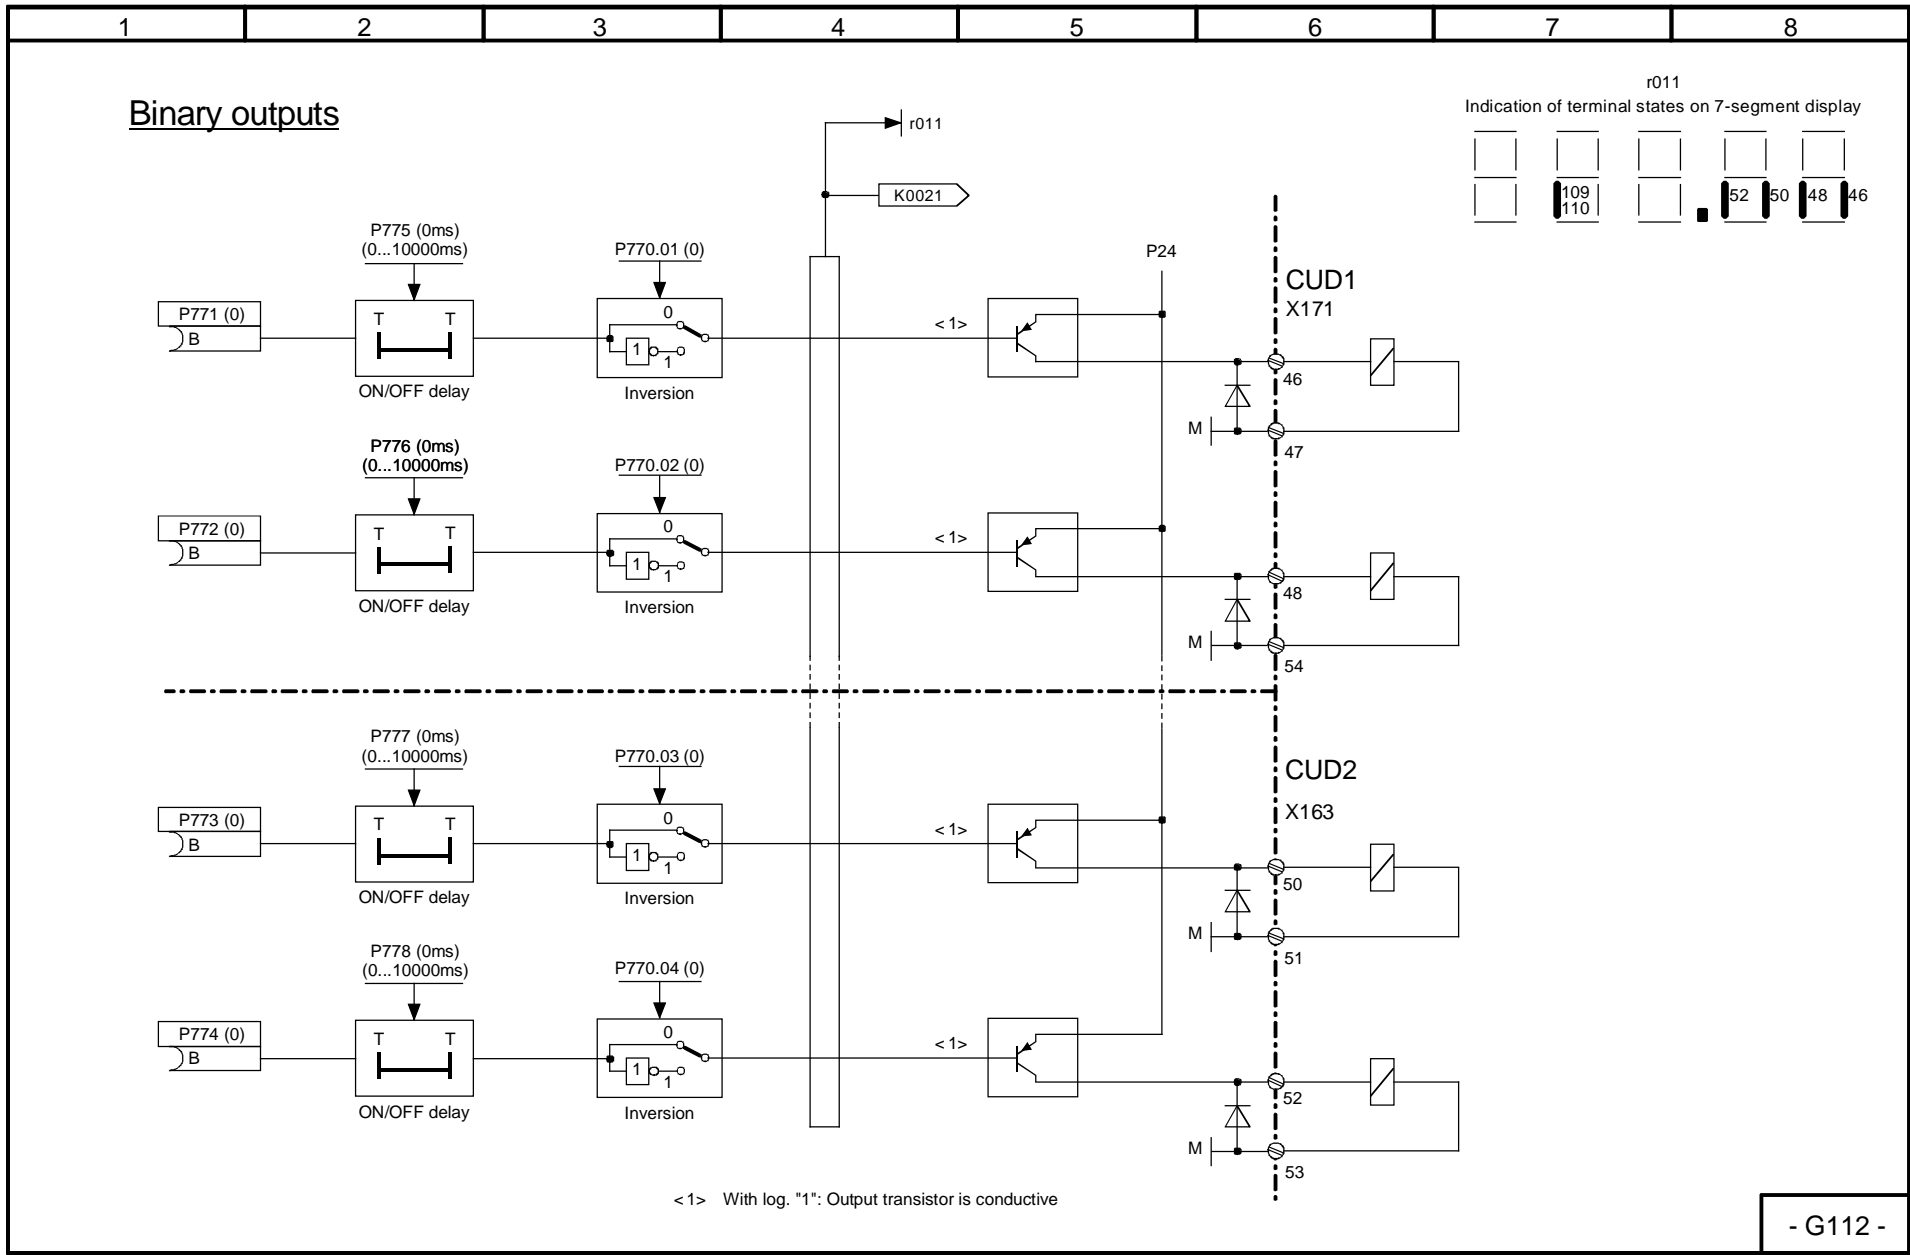 1 2 3 4 5 6 7 8
Binary outputs
r011
Indication of terminal states on 7-segment display
109
110
52 50 48 46
r011
K0021
P24
P775 (0ms)
(0...10000ms)
P770.01 (0)
CUD1
X171
P771 (0)
B
T T
0
1
1
<1>
ON/OFF delay
Inversion
46
M
47
P776 (0ms)
(0...10000ms)
P770.02 (0)
P772 (0)
B
T T
0
1
1
<1>
ON/OFF delay
Inversion
48
M
54
P777 (0ms)
(0...10000ms)
P770.03 (0)
CUD2
X163
P773 (0)
B
T T
0
1
1
<1>
ON/OFF delay
Inversion
50
M
51
P778 (0ms)
(0...10000ms)
P770.04 (0)
P774 (0)
B
T T
0
1
1
<1>
ON/OFF delay
Inversion
52
M
53
<1> With log. "1": Output transistor is conductive
- G112 -